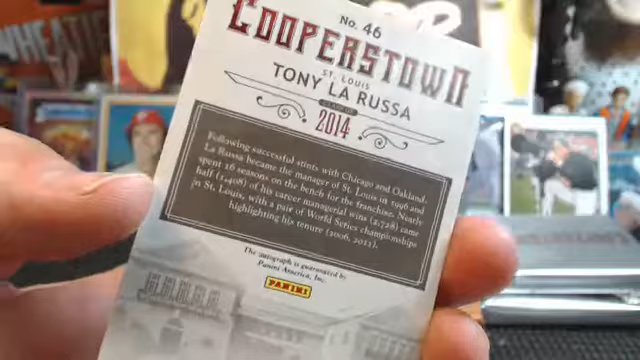 WHEATIES
No. 46
COOPERSTOWN
ST. LOUIS
TONY LA RUSSA
CLASS OF
2014
Following successful stints with Chicago and Oakland,
La Russa became the manager of St. Louis in 1996 and
spent 16 seasons on the bench for the franchise. Nearly
half (1,408) of his career managerial wins (2,728) came
in St. Louis, with a pair of World Series championships
highlighting his tenure (2006, 2011).
The autograph is guaranteed by
Panini America, Inc.
PANINI